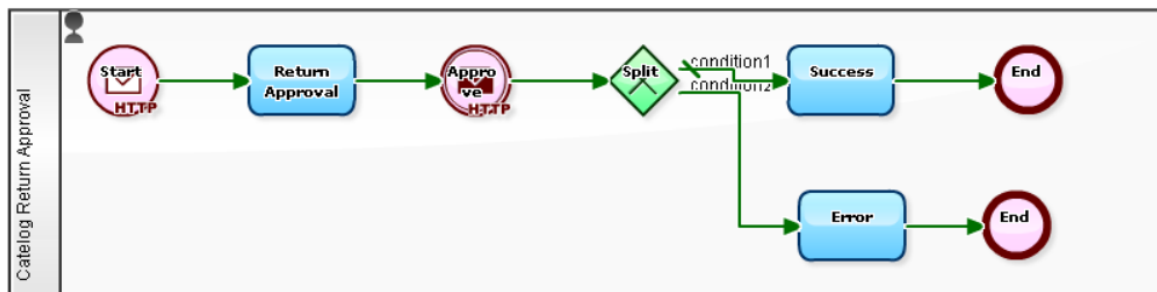 Catelog Return Approval
Start
HTTP
Return
Approval
Appro
ve
HTTP
Split
condition1
condition2
Success
End
Error
End